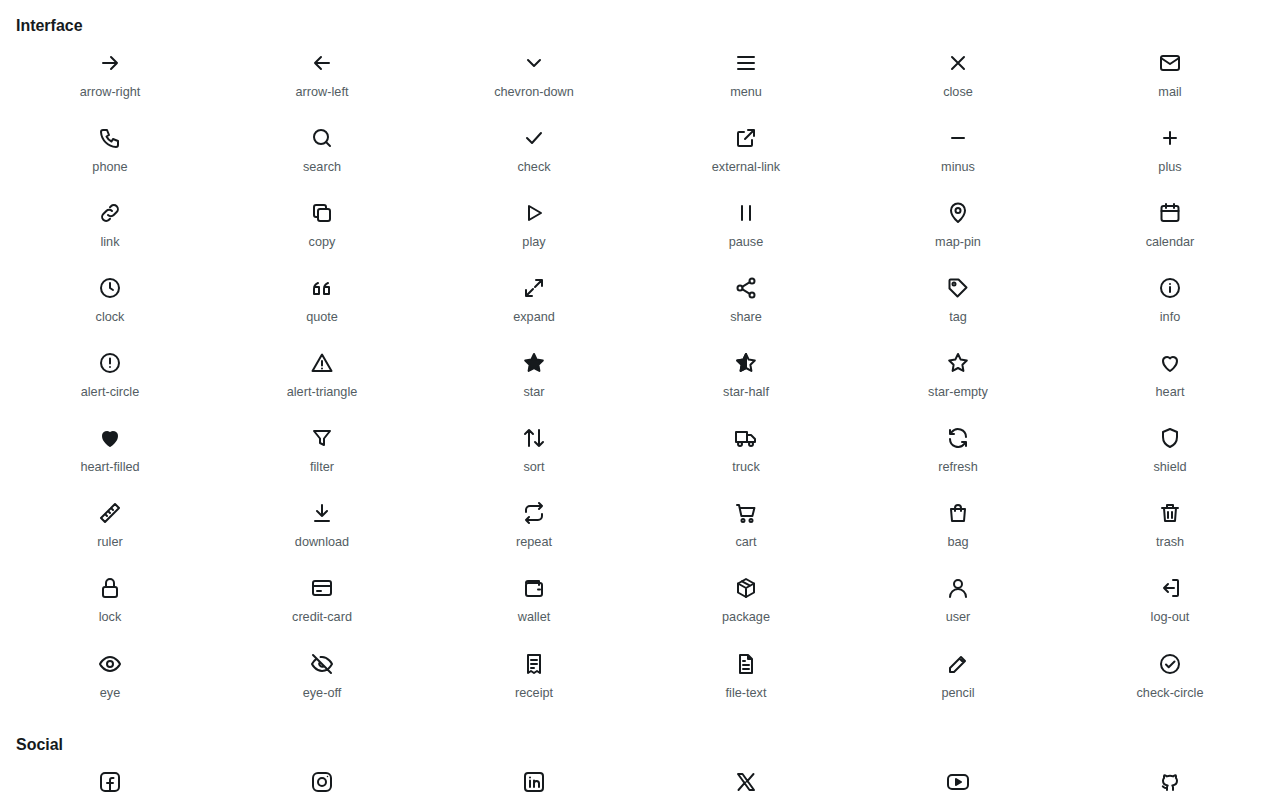 Interface
arrow-right arrow-left chevron-down menu close mail
phone search check external-link minus plus
link copy play pause map-pin calendar
clock quote expand share tag info
alert-circle alert-triangle star star-half star-empty heart
heart-filled filter sort truck refresh shield
ruler download repeat cart bag trash
lock credit-card wallet package user log-out
eye eye-off receipt file-text pencil check-circle
Social